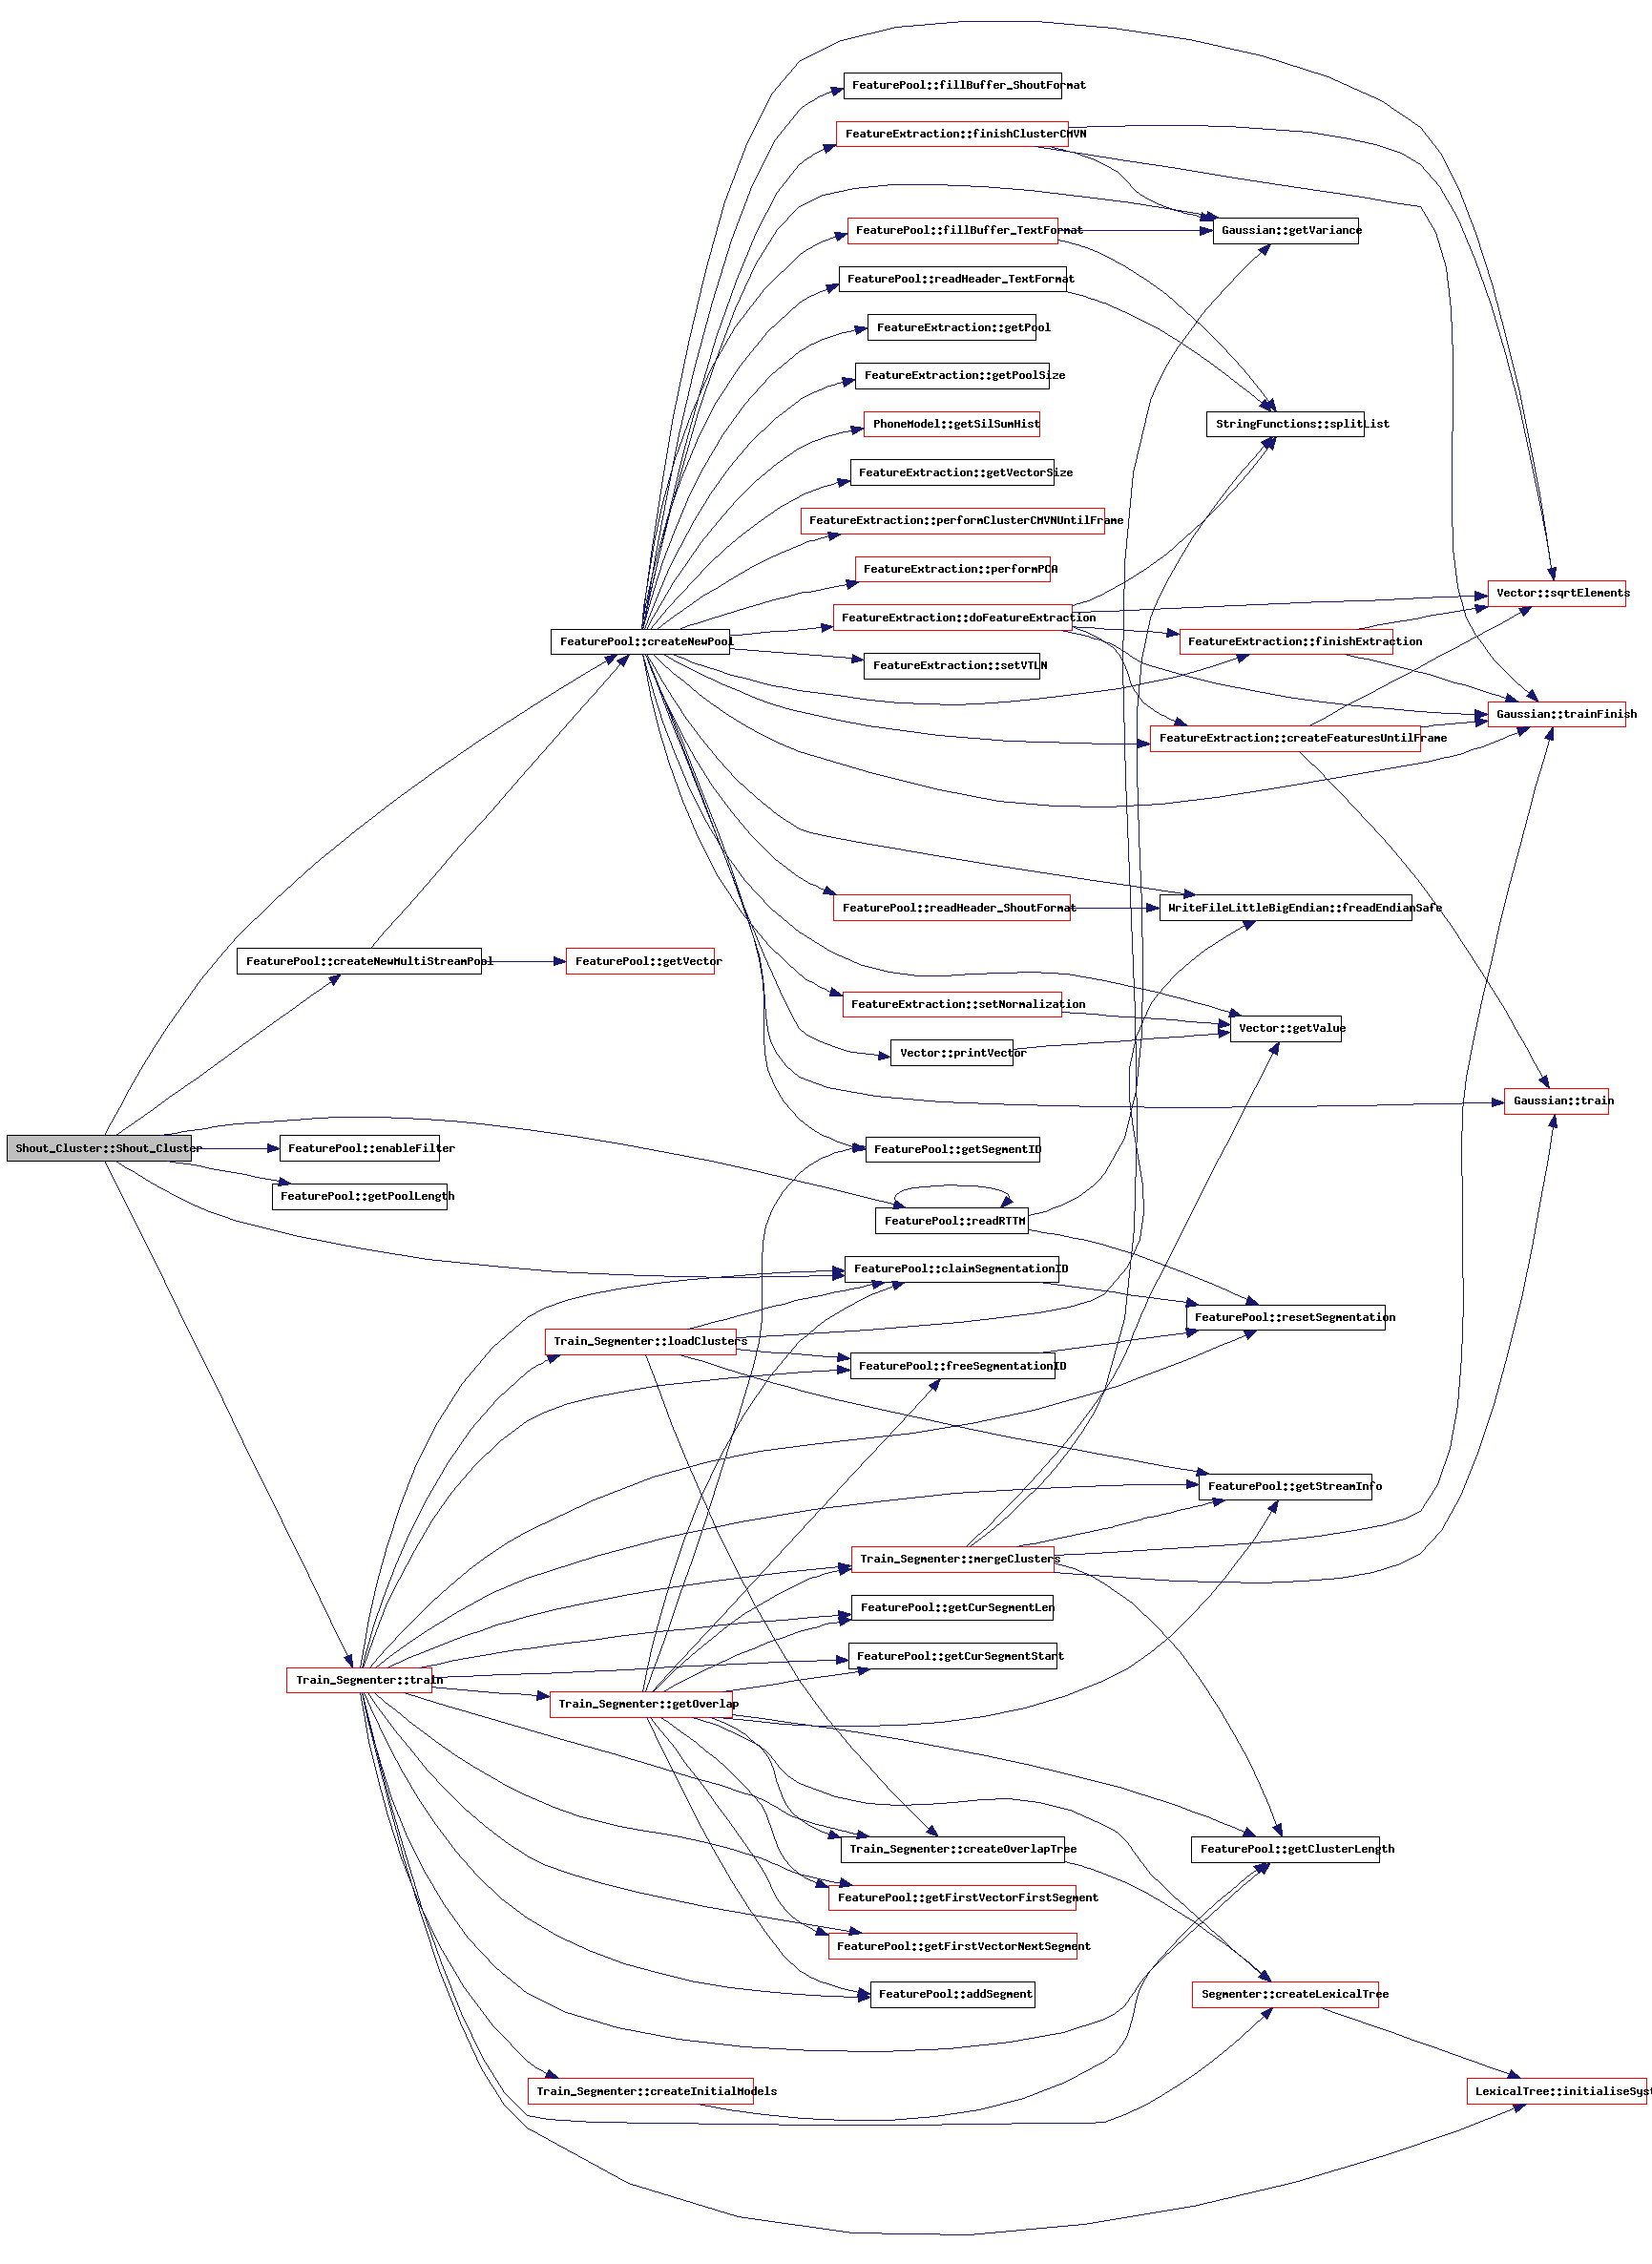 FeaturePool::fillBuffer_ShoutFormat
FeatureExtraction::finishClusterCMVN
FeaturePool::fillBuffer_TextFormat
Gaussian::getVariance
FeaturePool::readHeader_TextFormat
FeatureExtraction::getPool
FeatureExtraction::getPoolSize
PhoneModel::getSilSumHist
StringFunctions::splitList
FeatureExtraction::getVectorSize
FeatureExtraction::performClusterCMVNUntilFrame
FeatureExtraction::performPCA
Vector::sqrtElements
FeatureExtraction::doFeatureExtraction
FeaturePool::createNewPool
FeatureExtraction::finishExtraction
FeatureExtraction::setVTLN
Gaussian::trainFinish
FeatureExtraction::createFeaturesUntilFrame
FeaturePool::readHeader_ShoutFormat
WriteFileLittleBigEndian::freadEndianSafe
FeaturePool::createNewMultiStreamPool
FeaturePool::getVector
FeatureExtraction::setNormalization
Vector::getValue
Vector::printVector
Gaussian::train
Shout_Cluster::Shout_Cluster
FeaturePool::enableFilter
FeaturePool::getSegmentID
FeaturePool::getPoolLength
FeaturePool::readRTTM
FeaturePool::claimSegmentationID
FeaturePool::resetSegmentation
Train_Segmenter::loadClusters
FeaturePool::freeSegmentationID
FeaturePool::getStreamInfo
Train_Segmenter::mergeClusters
FeaturePool::getCurSegmentLen
FeaturePool::getCurSegmentStart
Train_Segmenter::train
Train_Segmenter::getOverlap
Train_Segmenter::createOverlapTree
FeaturePool::getClusterLength
FeaturePool::getFirstVectorFirstSegment
FeaturePool::getFirstVectorNextSegment
FeaturePool::addSegment
Segmenter::createLexicalTree
Train_Segmenter::createInitialModels
LexicalTree::initialiseSyst